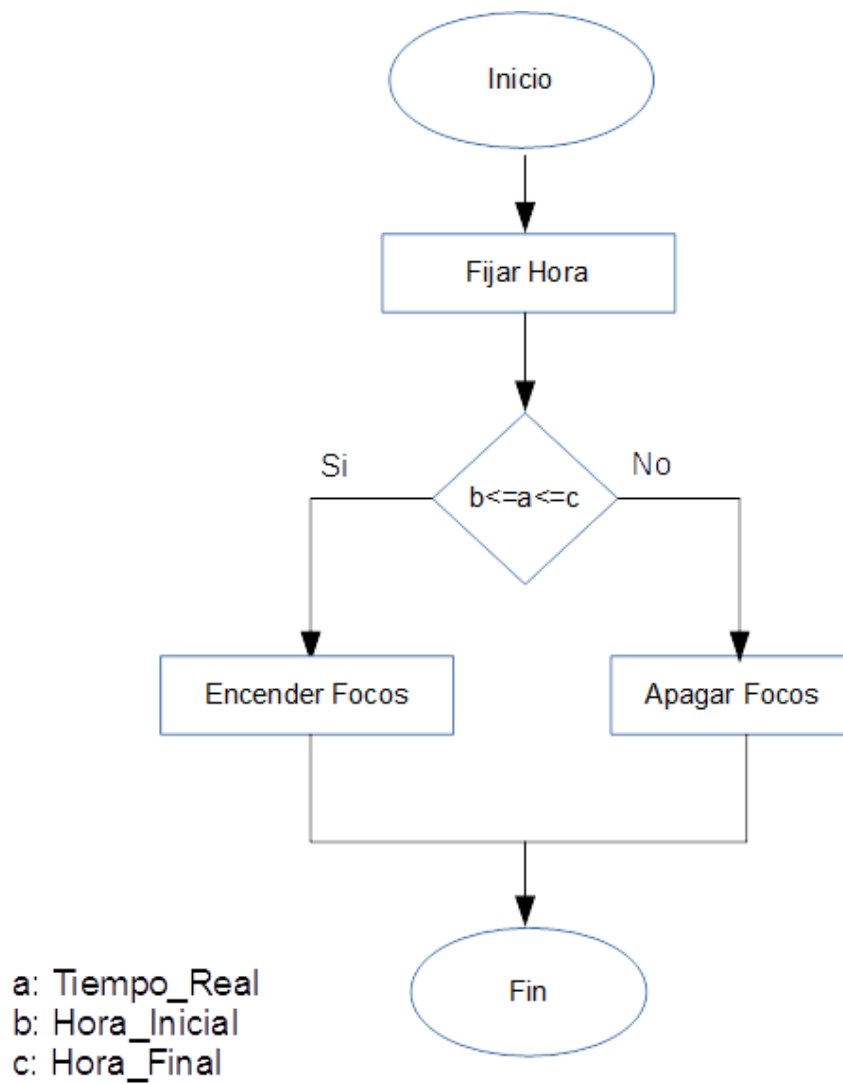 Inicio
Fijar Hora
Si
No
b<=a<=c
Encender Focos
Apagar Focos
Fin
a: Tiempo_Real
b: Hora_Inicial
c: Hora_Final